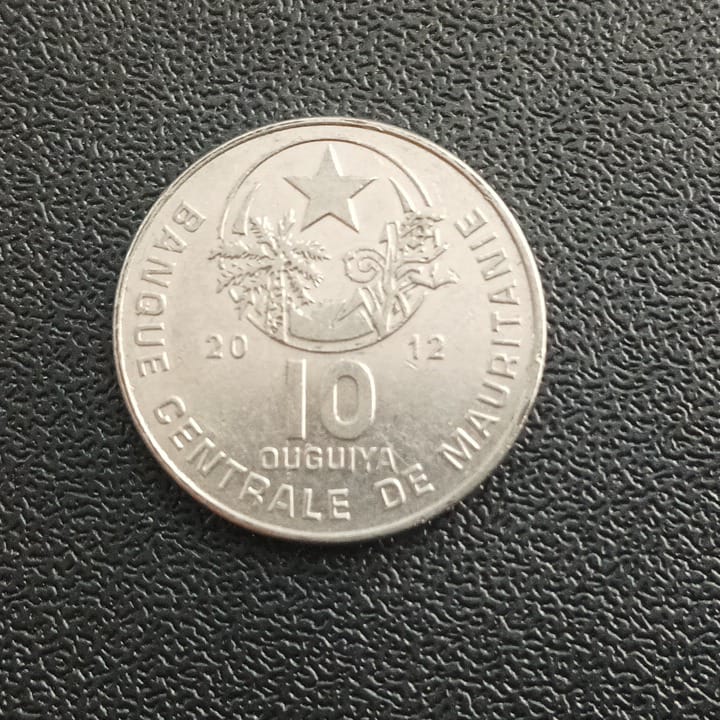 20 12
10
OUGUIYA
BANQUE CENTRALE DE MAURITANIE